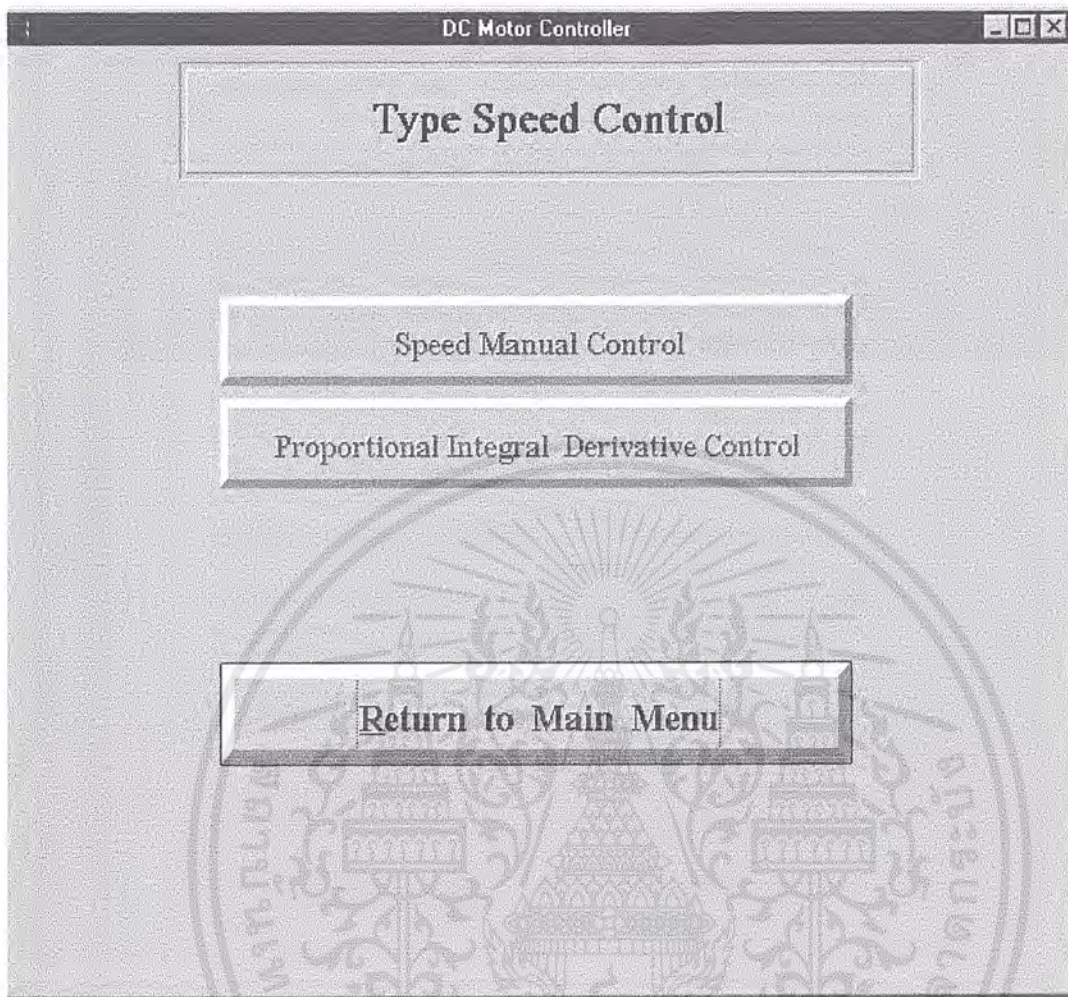 DC Motor Controller
Type Speed Control
Speed Manual Control
Proportional Integral Derivative Control
Return to Main Menu